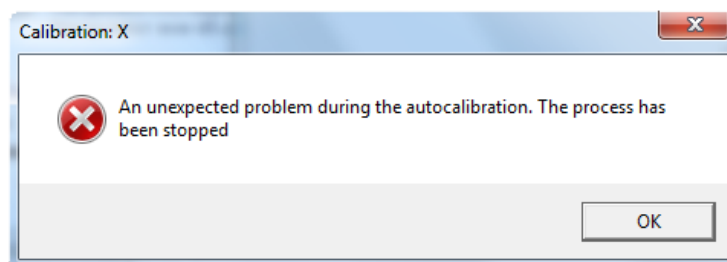 Calibration: X
An unexpected problem during the autocalibration. The process has
been stopped
OK